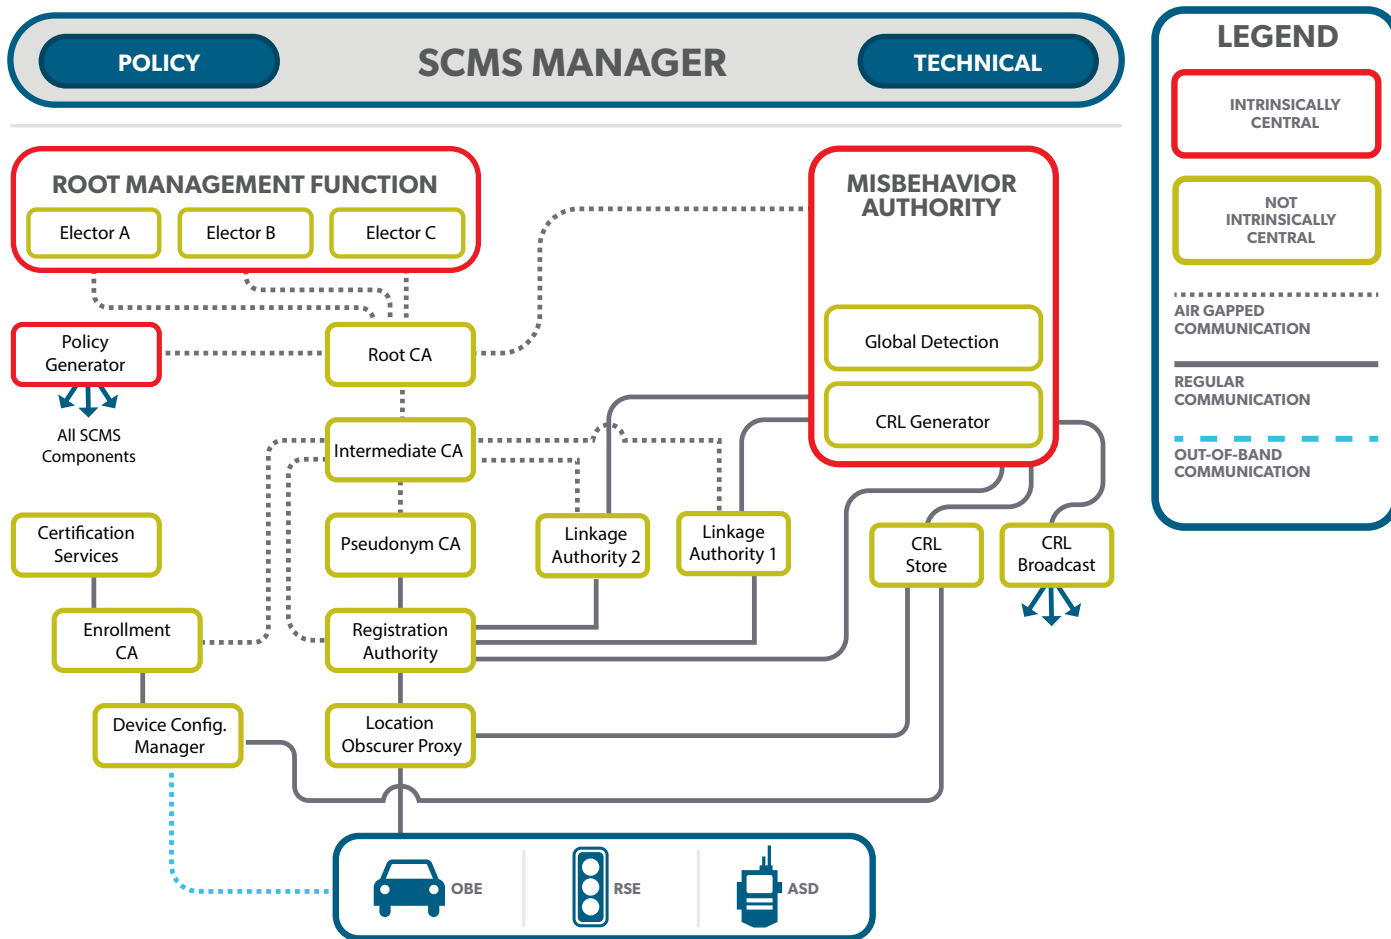 POLICY
SCMS MANAGER
TECHNICAL
LEGEND
INTRINSICALLY
CENTRAL
NOT
INTRINSICALLY
CENTRAL
AIR GAPPED
COMMUNICATION
REGULAR
COMMUNICATION
OUT-OF-BAND
COMMUNICATION
ROOT MANAGEMENT FUNCTION
Elector A
Elector B
Elector C
MISBEHAVIOR
AUTHORITY
Global Detection
CRL Generator
Policy
Generator
All SCMS
Components
Root CA
Intermediate CA
Certification
Services
Pseudonym CA
Linkage
Authority 2
Linkage
Authority 1
CRL
Store
CRL
Broadcast
Enrollment
CA
Registration
Authority
Device Config.
Manager
Location
Obscurer Proxy
OBE
RSE
ASD